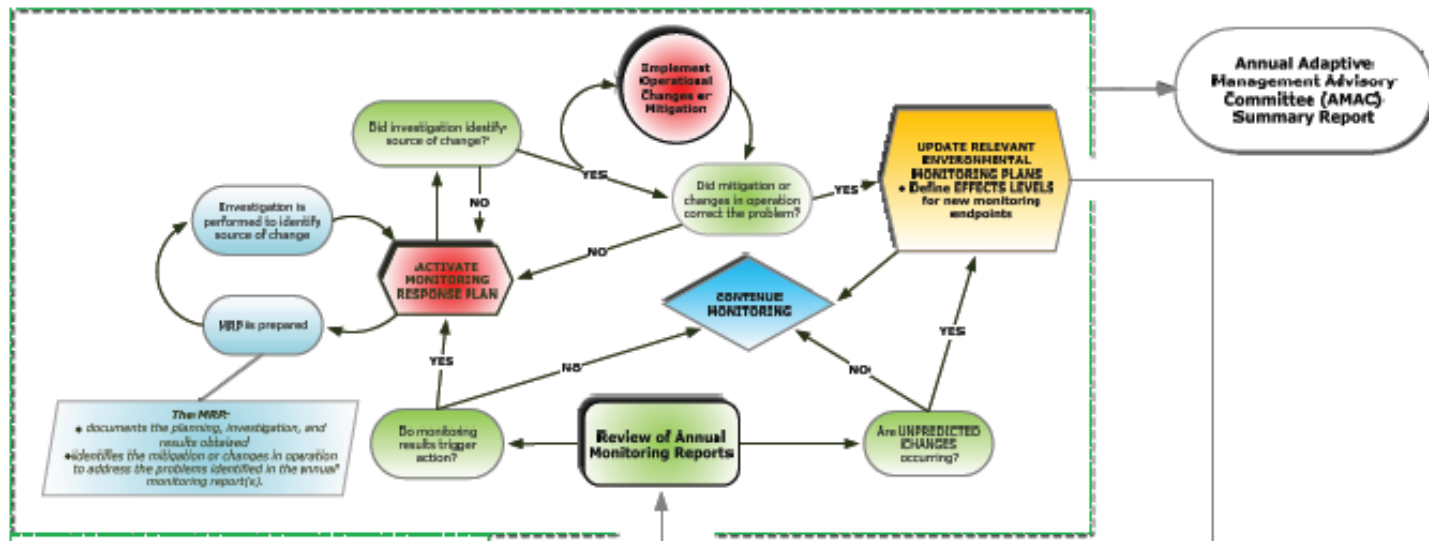 Implement
Operational
Changes or
Mitigation
Annual Adaptive
Management Advisory
Committee (AMAC)
Summary Report
Did investigation identify
source of change?
YES
UPDATE RELEVANT
ENVIRONMENTAL
MONITORING PLANS
• Define EFFECTS LEVELS
for new monitoring
endpoints
Did mitigation or
changes in operation
correct the problem?
YES
NO
Investigation is
performed to identify
source of change
NO
ACTIVATE
MONITORING
RESPONSE PLAN
CONTINUE
MONITORING
MRP is prepared
YES
NO
NO
YES
The MRP:
• documents the planning, investigation, and
results obtained
• identifies the mitigation or changes in operation
to address the problems identified in the annual
monitoring report(s).
Do monitoring
results trigger
action?
Review of Annual
Monitoring Reports
Are UNPREDICTED
CHANGES
occurring?